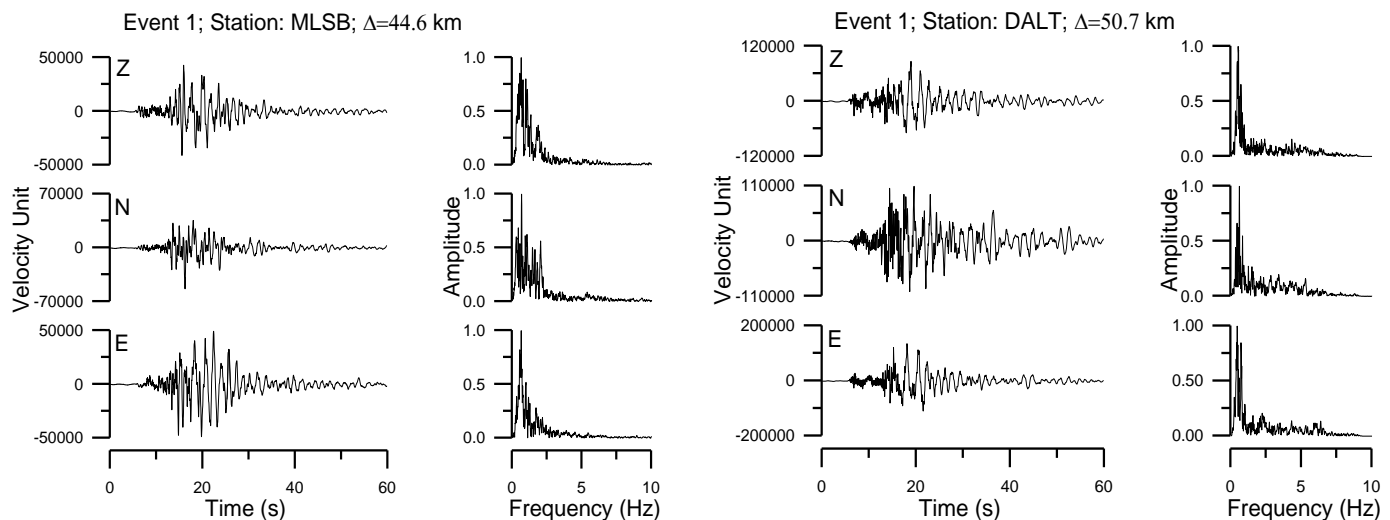 Event 1; Station: MLSB; Δ=44.6 km
Z
50000
0
-50000
1.0
0.5
0.0
N
70000
0
-70000
1.0
0.5
0.0
E
50000
0
-50000
1.0
0.5
0.0
Velocity Unit
Amplitude
0 20 40 60
Time (s)
0 5 10
Frequency (Hz)
Event 1; Station: DALT; Δ=50.7 km
Z
120000
0
-120000
1.0
0.5
0.0
N
110000
0
-110000
1.0
0.5
0.0
E
200000
0
-200000
1.00
0.50
0.00
Velocity Unit
Amplitude
0 20 40 60
Time (s)
0 5 10
Frequency (Hz)